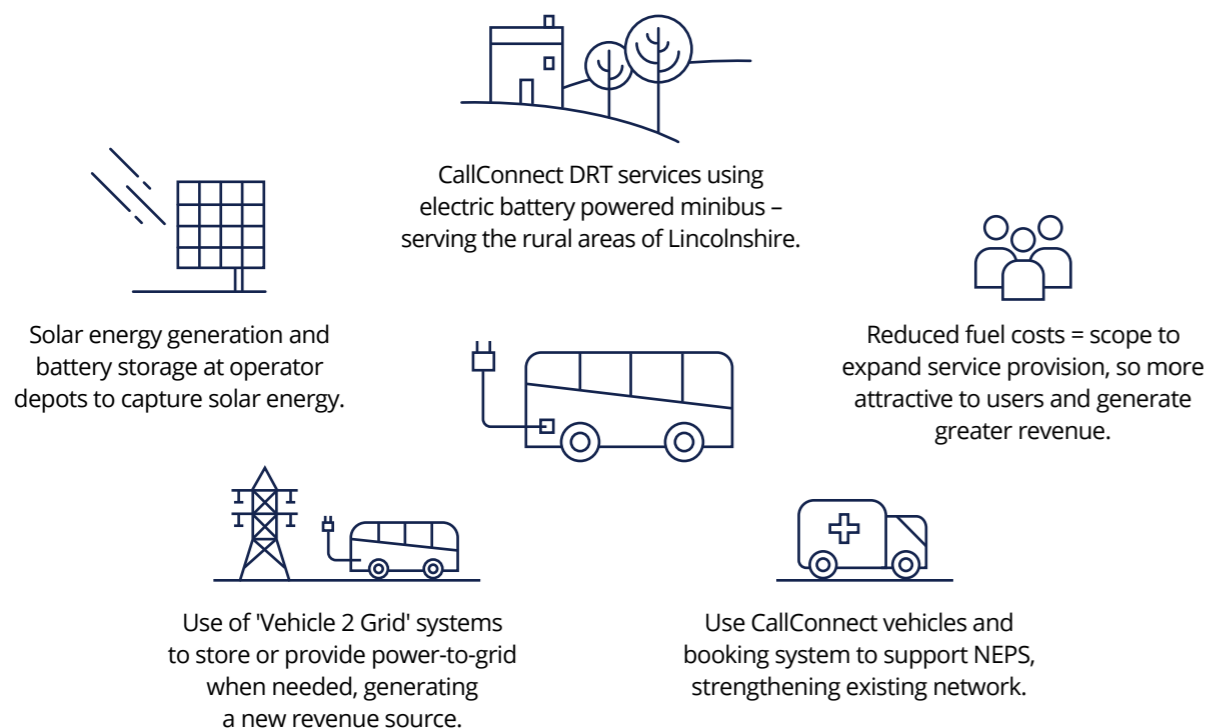 CallConnect DRT services using
electric battery powered minibus –
serving the rural areas of Lincolnshire.
Solar energy generation and
battery storage at operator
depots to capture solar energy.
Reduced fuel costs = scope to
expand service provision, so more
attractive to users and generate
greater revenue.
Use of 'Vehicle 2 Grid' systems
to store or provide power-to-grid
when needed, generating
a new revenue source.
Use CallConnect vehicles and
booking system to support NEPS,
strengthening existing network.